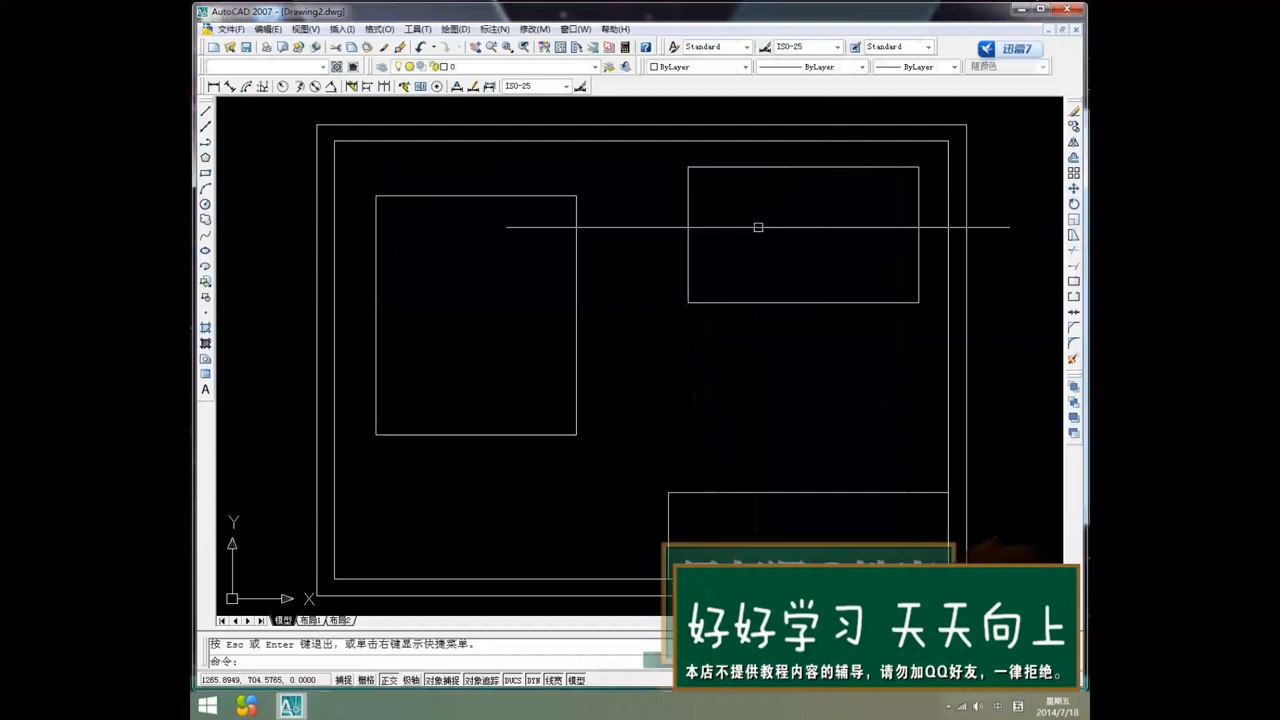 AutoCAD 2007 - [Drawing2.dwg]
文件(F) 编辑(E) 视图(V) 插入(I) 格式(O) 工具(T) 绘图(D) 标注(N) 修改(M) 窗口(W) 帮助(H)
Standard ISO-25 Standard 迅雷7
0 ByLayer ByLayer ByLayer 随颜色
ISO-25
Y
X
模型 布局1 布局2
按 Esc 或 Enter 键退出，或单击右键显示快捷菜单。
命令:
1265.8949, 704.5765, 0.0000 捕捉 栅格 正交 极轴 对象捕捉 对象追踪 DUCS DYN 线宽 模型
好好学习 天天向上
本店不提供教程内容的辅导，请勿加QQ好友，一律拒绝。
中 五
星期五
2014/7/18